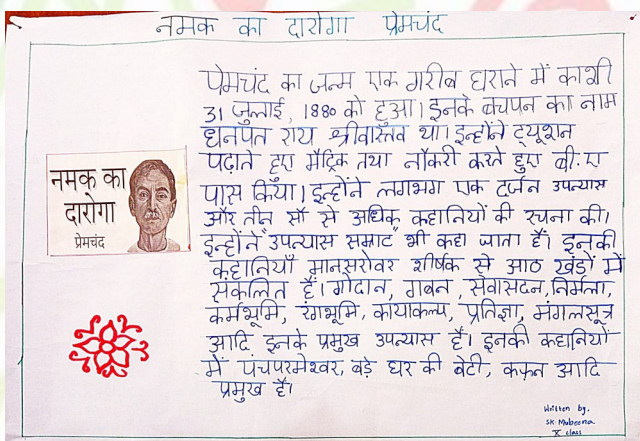 नमक का दारोगा प्रेमचंद
प्रेमचंद का जन्म एक गरीब घराने में काशी
31 जुलाई, 1880 को हुआ। इनके बचपन का नाम
धनपत राय श्रीवास्तव था। इन्होंने ट्यूशन
पढ़ाते हुए मैट्रिक तथा नौकरी करते हुए बी.ए
पास किया। इन्होंने लगभग एक दर्जन उपन्यास
और तीन सौ से अधिक कहानियों की रचना की।
इन्होंने "उपन्यास सम्राट" भी कहा जाता हैं। इनकी
कहानियाँ मानसरोवर शीर्षक से आठ खंडों में
संकलित हैं। गोदान, गबन, सेवासदन, निर्मला,
कर्मभूमि, रंगभूमि, कायाकल्प, प्रतिज्ञा, मंगलसूत्र
आदि इनके प्रमुख उपन्यास हैं। इनकी कहानियों
में पंचपरमेश्वर, बड़े घर की बेटी, कफ़न आदि
प्रमुख है।
नमक का
दारोगा
प्रेमचंद
Written by,
SK. Mubeena
X class